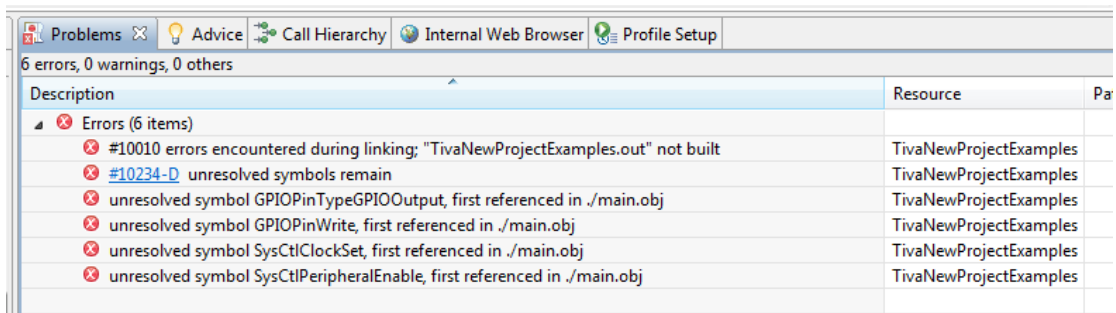 Problems Advice Call Hierarchy Internal Web Browser Profile Setup
6 errors, 0 warnings, 0 others
Description Resource
Errors (6 items)
#10010 errors encountered during linking; "TivaNewProjectExamples.out" not built TivaNewProjectExamples
#10234-D unresolved symbols remain TivaNewProjectExamples
unresolved symbol GPIOPinTypeGPIOOutput, first referenced in ./main.obj TivaNewProjectExamples
unresolved symbol GPIOPinWrite, first referenced in ./main.obj TivaNewProjectExamples
unresolved symbol SysCtlClockSet, first referenced in ./main.obj TivaNewProjectExamples
unresolved symbol SysCtlPeripheralEnable, first referenced in ./main.obj TivaNewProjectExamples